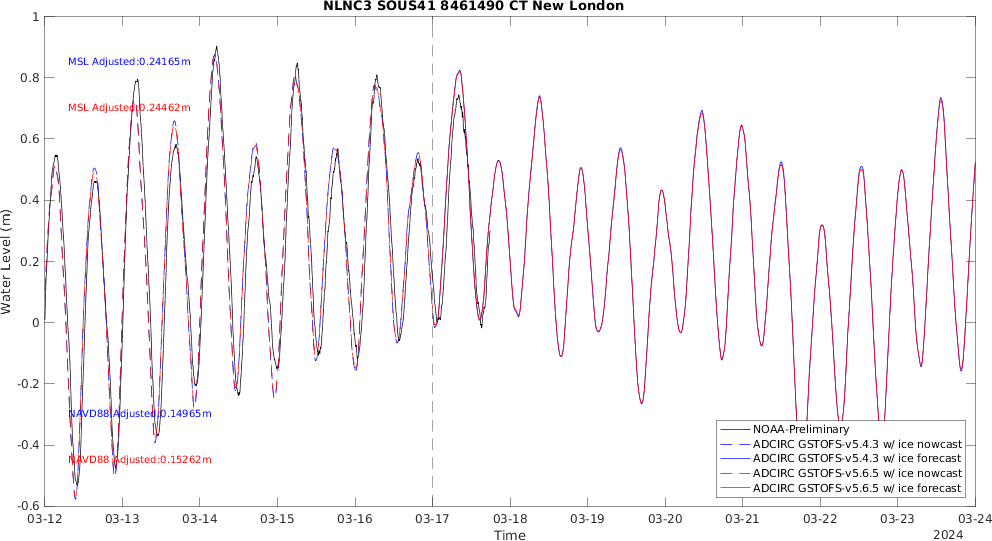 NLNC3 SOUS41 8461490 CT New London
1
0.8
0.6
0.4
0.2
0
-0.2
-0.4
-0.6
Water Level (m)
MSL Adjusted:0.24165m
MSL Adjusted:0.24462m
NAVD88 Adjusted:0.14965m
NAVD88 Adjusted:0.15262m
NOAA-Preliminary
ADCIRC GSTOFS-v5.4.3 w/ ice nowcast
ADCIRC GSTOFS-v5.4.3 w/ ice forecast
ADCIRC GSTOFS-v5.6.5 w/ ice nowcast
ADCIRC GSTOFS-v5.6.5 w/ ice forecast
03-12 03-13 03-14 03-15 03-16 03-17 03-18 03-19 03-20 03-21 03-22 03-23 03-24
Time
2024